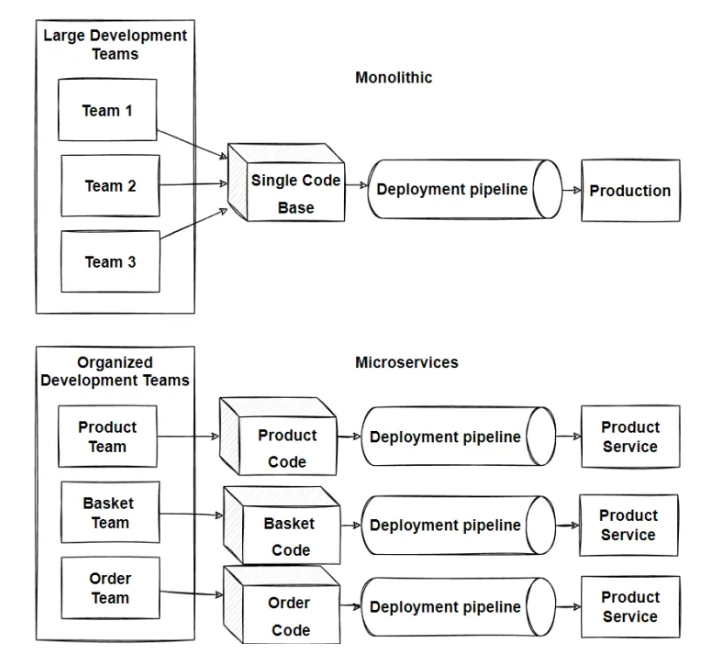 Large Development
Teams
Monolithic
Team 1
Team 2
Team 3
Single Code
Base
Deployment pipeline
Production
Organized
Development Teams
Microservices
Product
Team
Product
Code
Deployment pipeline
Product
Service
Basket
Team
Basket
Code
Deployment pipeline
Product
Service
Order
Team
Order
Code
Deployment pipeline
Product
Service